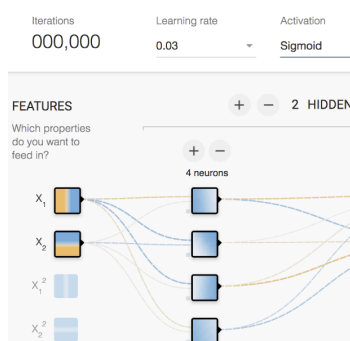 Iterations
Learning rate
Activation
000,000
0.03
Sigmoid
FEATURES
+ − 2 HIDDEN
Which properties
do you want to
feed in?
+ −
4 neurons
X₁
X₂
X₁²
X₂²